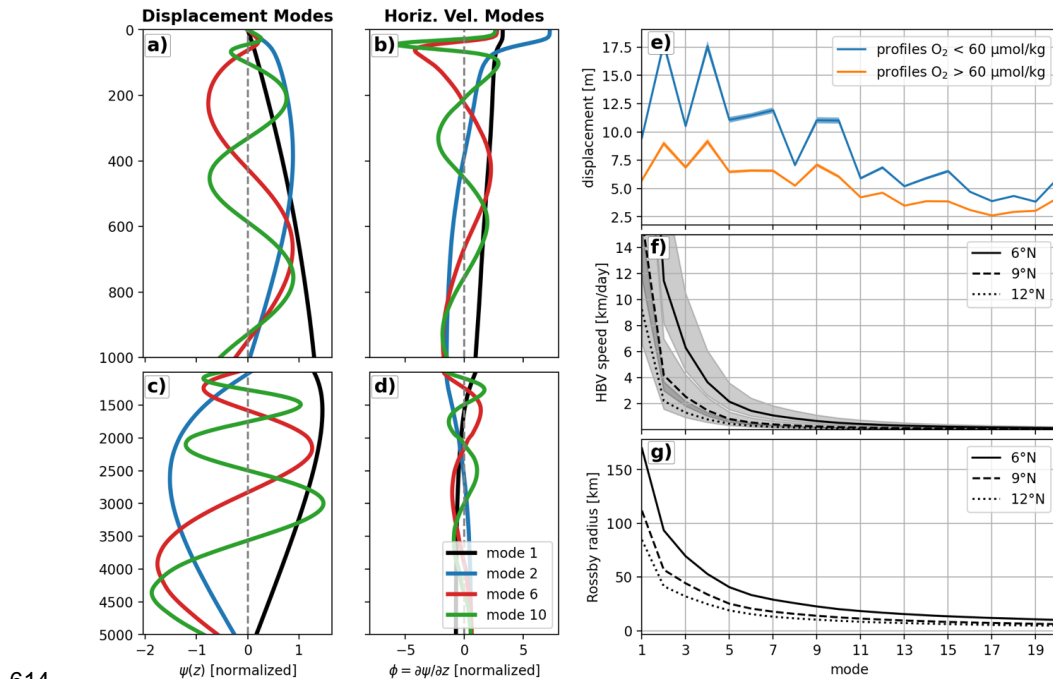 Displacement Modes
Horiz. Vel. Modes
a)
0
200
400
600
800
1000
b)
c)
1500
2000
2500
3000
3500
4000
4500
5000
−2 −1 0 1
ψ(z) [normalized]
d)
mode 1
mode 2
mode 6
mode 10
−5 0 5
ϕ = ∂ψ/∂z [normalized]
e)
profiles O₂ < 60 μmol/kg
profiles O₂ > 60 μmol/kg
17.5
15.0
12.5
10.0
7.5
5.0
2.5
displacement [m]
f)
6°N
9°N
12°N
14
12
10
8
6
4
2
HBV speed [km/day]
g)
6°N
9°N
12°N
150
100
50
0
Rossby radius [km]
1 3 5 7 9 11 13 15 17 19
mode